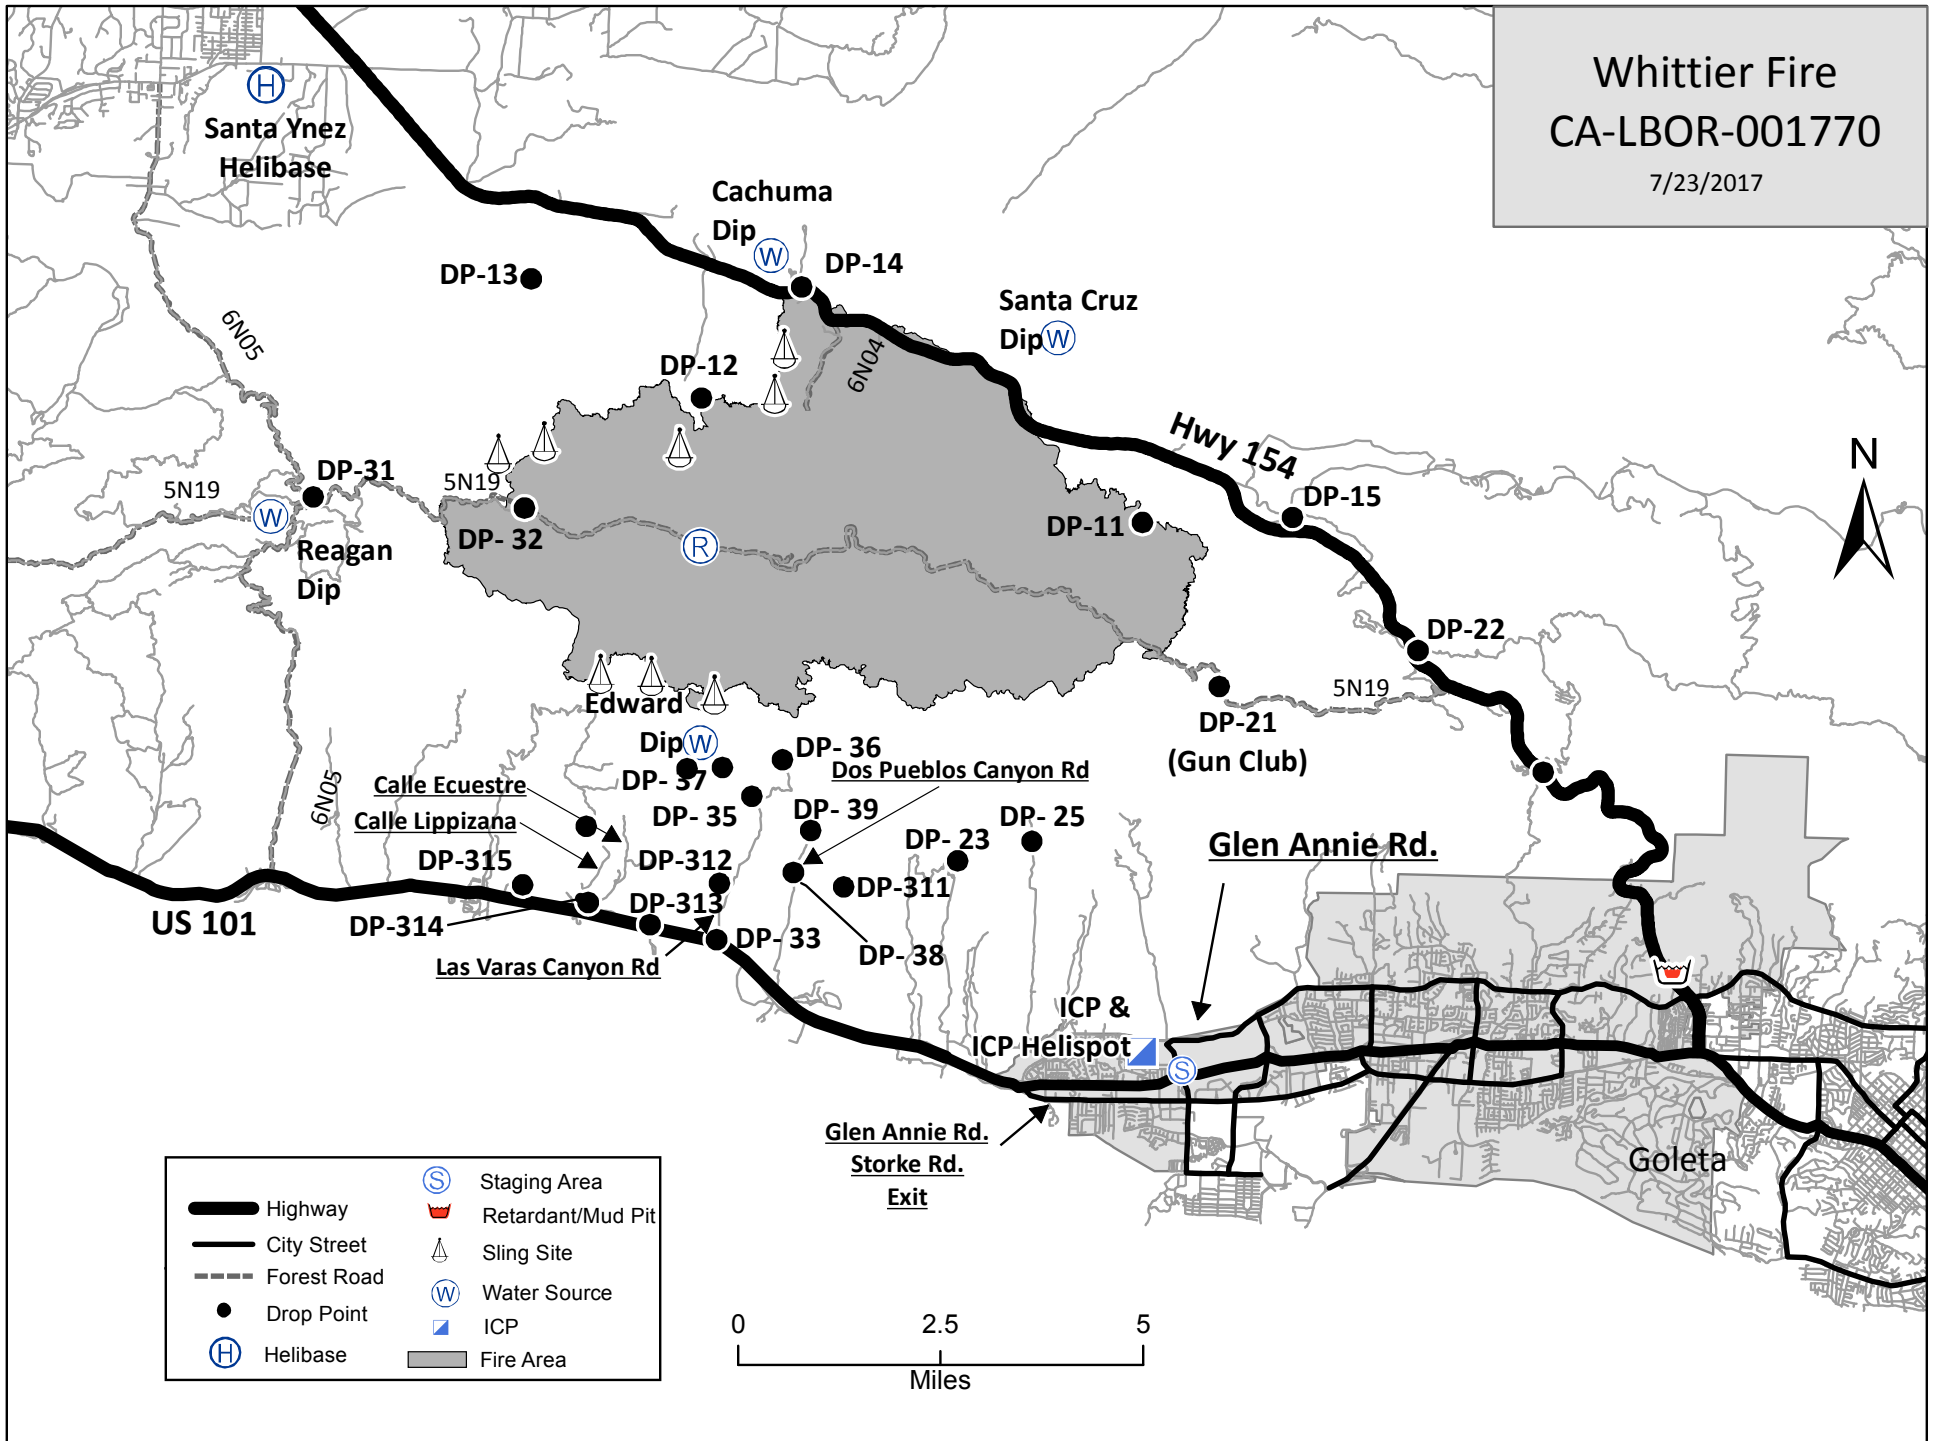 Whittier Fire
CA-LBOR-001770
7/23/2017
H
Santa Ynez
Helibase
Cachuma
Dip
W
DP-14
DP-13
Santa Cruz
Dip
W
6N05
6N04
DP-12
Hwy 154
N
DP-31
5N19
5N19
DP-15
W
DP- 32
DP-11
R
Reagan
Dip
DP-22
5N19
Edward
Dip
W
DP-21
(Gun Club)
DP- 36
DP- 37
Dos Pueblos Canyon Rd
6N05
Calle Ecuestre
Calle Lippizana
DP- 35
DP- 39
DP- 25
DP- 23
Glen Annie Rd.
DP-315
DP-312
DP-311
DP-313
US 101
DP-314
DP- 33
DP- 38
Las Varas Canyon Rd
ICP &
ICP Helispot
S
Glen Annie Rd.
Storke Rd.
Exit
Goleta
Highway
City Street
Forest Road
Drop Point
H
Helibase
S
Staging Area
Retardant/Mud Pit
Sling Site
W
Water Source
ICP
Fire Area
0
2.5
5
Miles